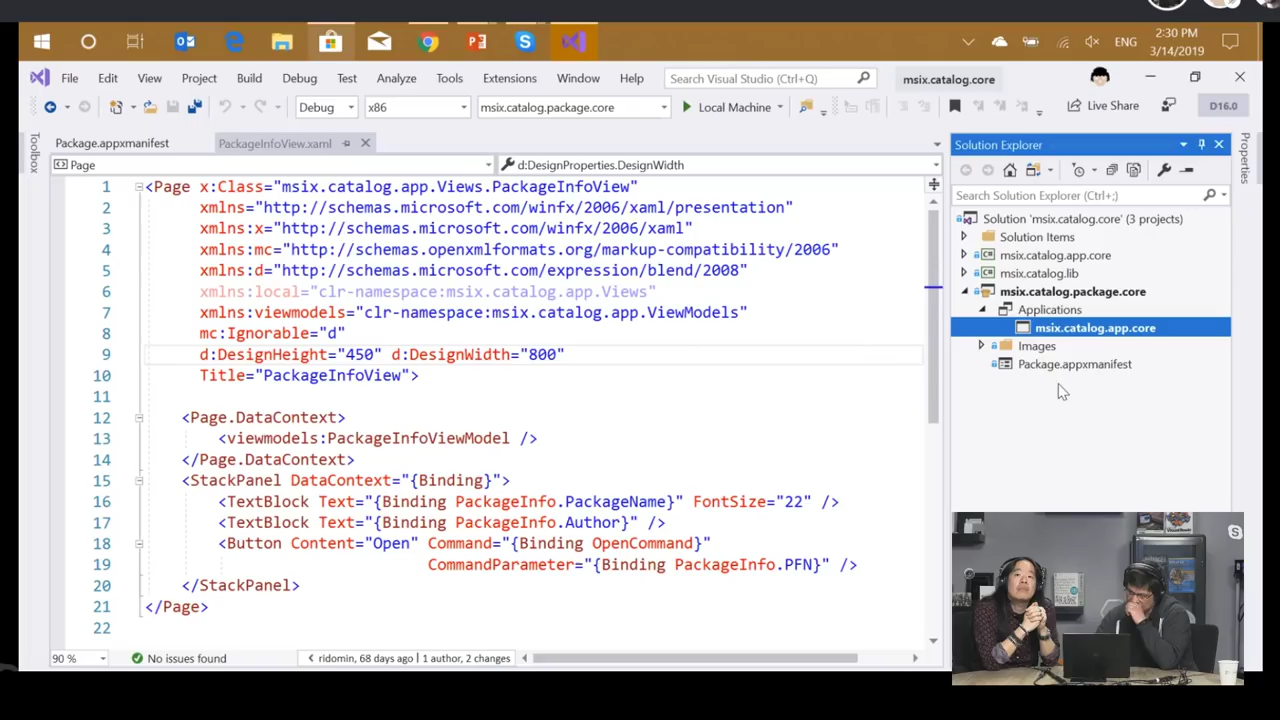 2:30 PM
ENG
3/14/2019
File Edit View Project Build Debug Test Analyze Tools Extensions Window Help Search Visual Studio (Ctrl+Q) msix.catalog.core
Debug x86 msix.catalog.package.core Local Machine Live Share D16.0
Toolbox
Package.appxmanifest PackageInfoView.xaml
Page d:DesignProperties.DesignWidth
1 <Page x:Class="msix.catalog.app.Views.PackageInfoView"
2 xmlns="http://schemas.microsoft.com/winfx/2006/xaml/presentation"
3 xmlns:x="http://schemas.microsoft.com/winfx/2006/xaml"
4 xmlns:mc="http://schemas.openxmlformats.org/markup-compatibility/2006"
5 xmlns:d="http://schemas.microsoft.com/expression/blend/2008"
6 xmlns:local="clr-namespace:msix.catalog.app.Views"
7 xmlns:viewmodels="clr-namespace:msix.catalog.app.ViewModels"
8 mc:Ignorable="d"
9 d:DesignHeight="450" d:DesignWidth="800"
10 Title="PackageInfoView">
11
12 <Page.DataContext>
13 <viewmodels:PackageInfoViewModel />
14 </Page.DataContext>
15 <StackPanel DataContext="{Binding}">
16 <TextBlock Text="{Binding PackageInfo.PackageName}" FontSize="22" />
17 <TextBlock Text="{Binding PackageInfo.Author}" />
18 <Button Content="Open" Command="{Binding OpenCommand}"
19 CommandParameter="{Binding PackageInfo.PFN}" />
20 </StackPanel>
21 </Page>
22
90 % No issues found ridomin, 68 days ago | 1 author, 2 changes
Solution Explorer
Search Solution Explorer (Ctrl+;)
Solution 'msix.catalog.core' (3 projects)
Solution Items
msix.catalog.app.core
msix.catalog.lib
msix.catalog.package.core
Applications
msix.catalog.app.core
Images
Package.appxmanifest
Properties